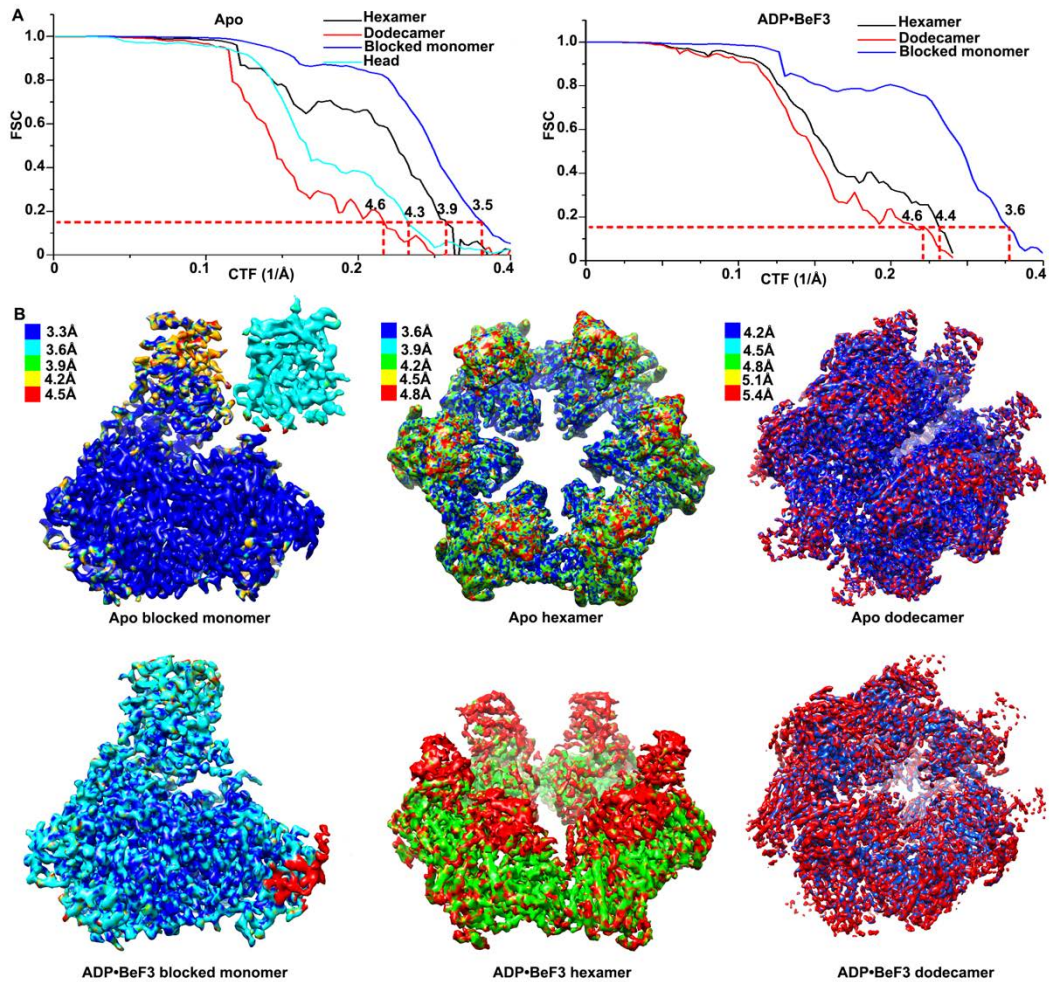 A
Apo
Hexamer
Dodecamer
Blocked monomer
Head
FSC
1.0
0.8
0.6
0.4
0.2
0
4.6
4.3
3.9
3.5
0
0.1
0.2
0.3
0.4
CTF (1/Å)
ADP•BeF3
Hexamer
Dodecamer
Blocked monomer
FSC
1.0
0.8
0.6
0.4
0.2
0
4.6
4.4
3.6
0
0.1
0.2
0.3
0.4
CTF (1/Å)
B
3.3Å
3.6Å
3.9Å
4.2Å
4.5Å
Apo blocked monomer
3.6Å
3.9Å
4.2Å
4.5Å
4.8Å
Apo hexamer
4.2Å
4.5Å
4.8Å
5.1Å
5.4Å
Apo dodecamer
ADP•BeF3 blocked monomer
ADP•BeF3 hexamer
ADP•BeF3 dodecamer